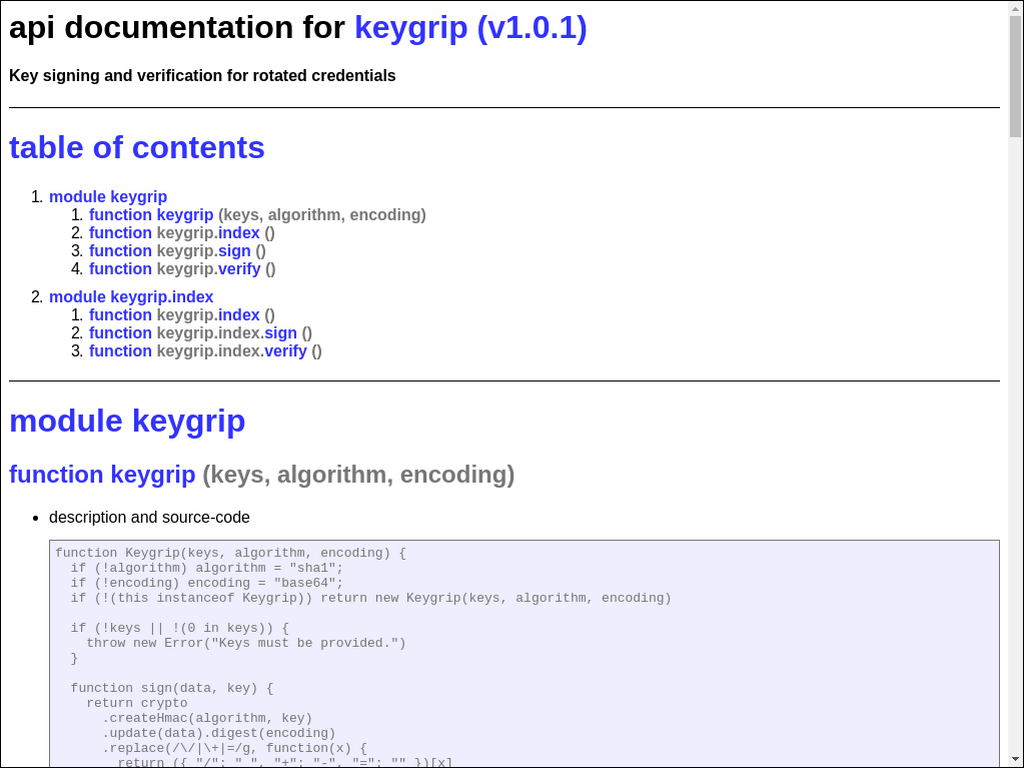 api documentation for keygrip (v1.0.1)
Key signing and verification for rotated credentials
table of contents
1. module keygrip
1. function keygrip (keys, algorithm, encoding)
2. function keygrip.index ()
3. function keygrip.sign ()
4. function keygrip.verify ()
2. module keygrip.index
1. function keygrip.index ()
2. function keygrip.index.sign ()
3. function keygrip.index.verify ()
module keygrip
function keygrip (keys, algorithm, encoding)
• description and source-code
function Keygrip(keys, algorithm, encoding) {
  if (!algorithm) algorithm = "sha1";
  if (!encoding) encoding = "base64";
  if (!(this instanceof Keygrip)) return new Keygrip(keys, algorithm, encoding)
  if (!keys || !(0 in keys)) {
    throw new Error("Keys must be provided.")
  }
  function sign(data, key) {
    return crypto
      .createHmac(algorithm, key)
      .update(data).digest(encoding)
      .replace(/\/|\+|=/g, function(x) {
        return ({ "/": "_", "+": "-", "=": "" })[x]